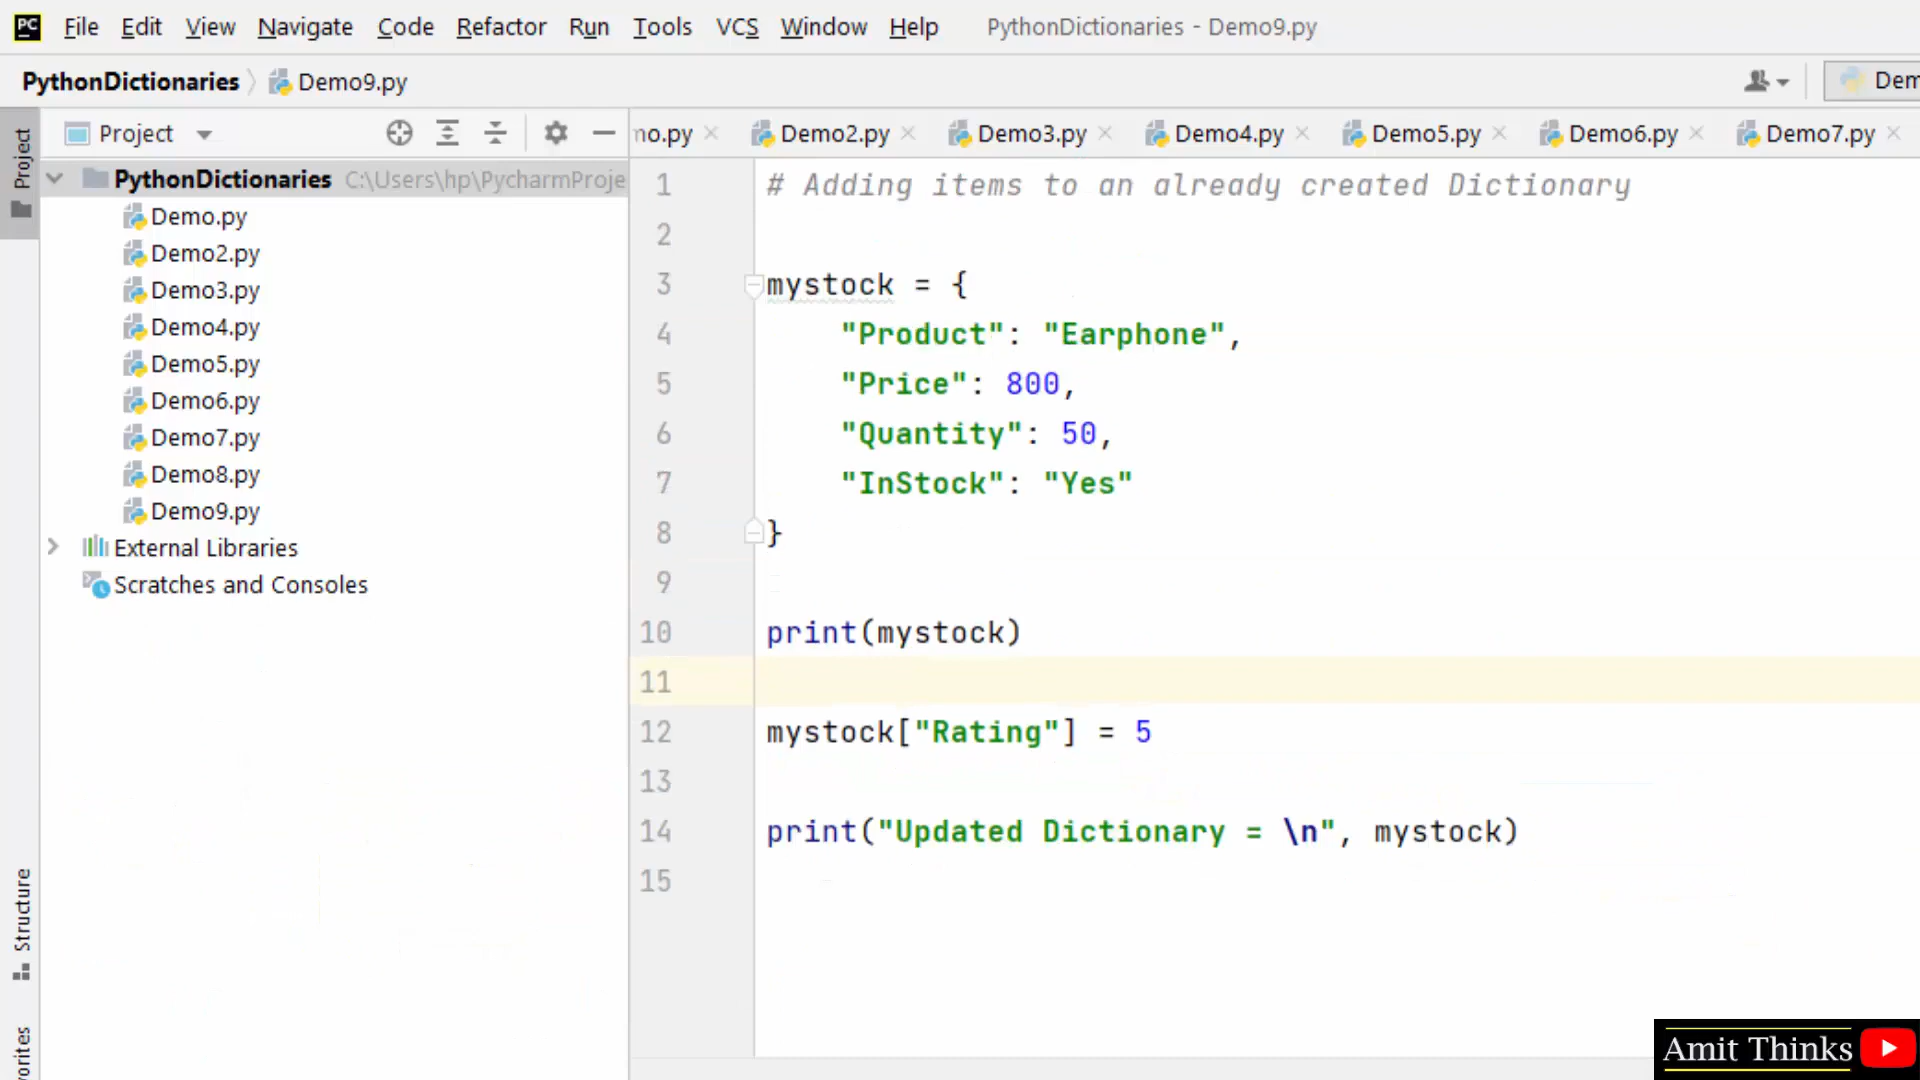 PC File Edit View Navigate Code Refactor Run Tools VCS Window Help PythonDictionaries - Demo9.py
PythonDictionaries Demo9.py
Project
Project
PythonDictionaries C:\Users\hp\PycharmProje
Demo.py
Demo2.py
Demo3.py
Demo4.py
Demo5.py
Demo6.py
Demo7.py
Demo8.py
Demo9.py
External Libraries
Scratches and Consoles
Structure
mo.py Demo2.py Demo3.py Demo4.py Demo5.py Demo6.py Demo7.py
1 # Adding items to an already created Dictionary
2
3 mystock = {
4 "Product": "Earphone",
5 "Price": 800,
6 "Quantity": 50,
7 "InStock": "Yes"
8 }
9
10 print(mystock)
11
12 mystock["Rating"] = 5
13
14 print("Updated Dictionary = \n", mystock)
15
Amit Thinks